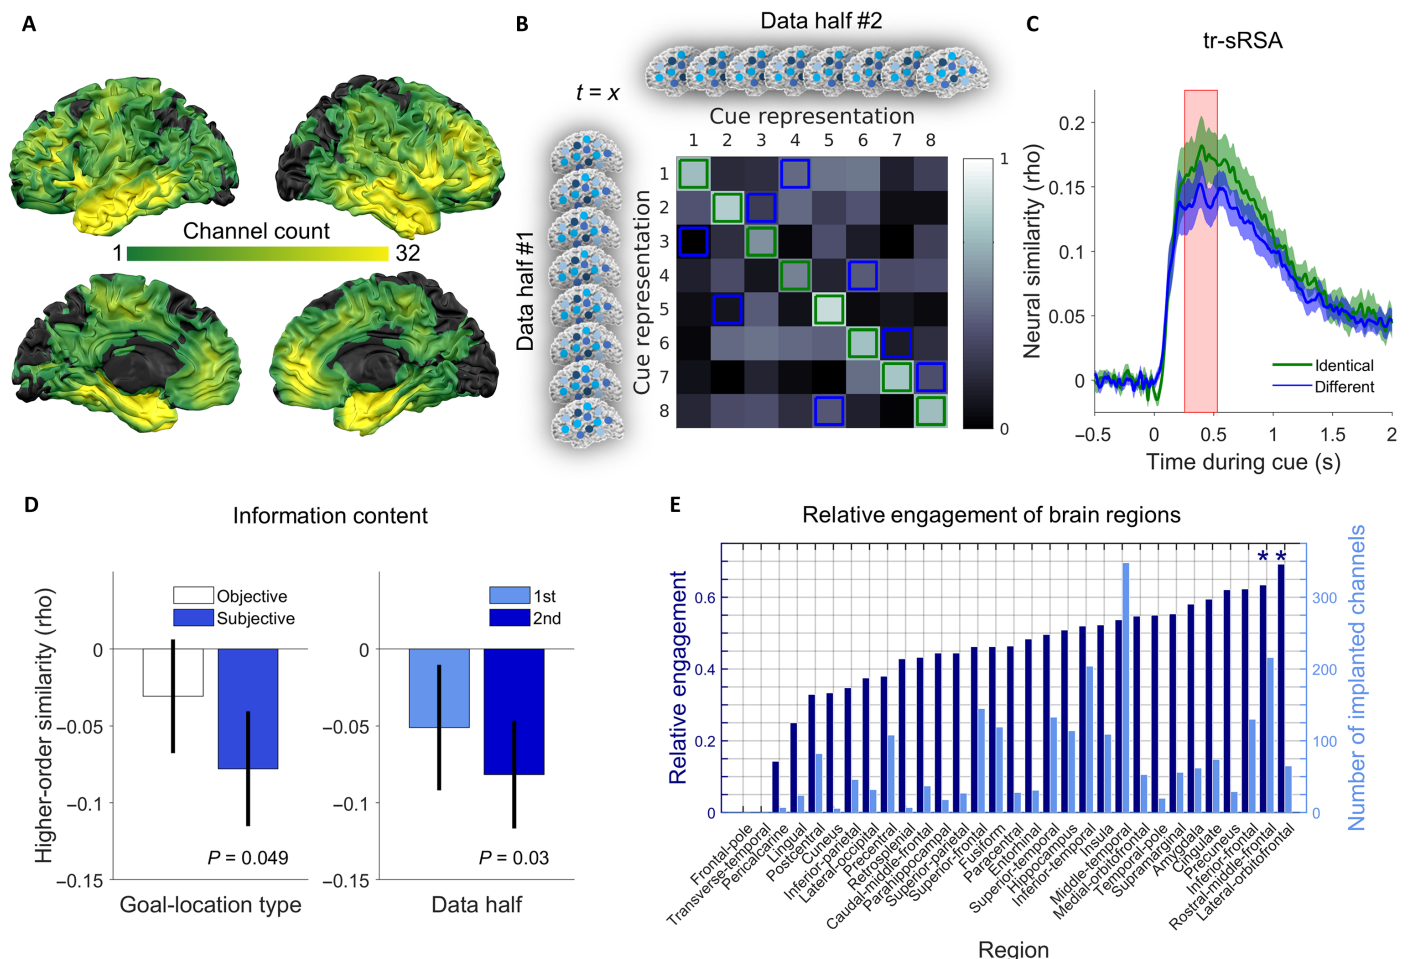 A
Channel count
1
32
B
Data half #2
t = x
Cue representation
1 2 3 4 5 6 7 8
Data half #1
Cue representation
1
2
3
4
5
6
7
8
1
0
C
tr-sRSA
Neural similarity (rho)
0.2
0.15
0.1
0.05
0
Identical
Different
−0.5 0 0.5 1 1.5 2
Time during cue (s)
D
Information content
Higher-order similarity (rho)
0
−0.05
−0.1
−0.15
Objective
Subjective
P = 0.049
Goal-location type
0
−0.05
−0.1
−0.15
1st
2nd
P = 0.03
Data half
E
Relative engagement of brain regions
Relative engagement
0.6
0.4
0.2
0
* *
Number of implanted channels
300
200
100
0
Frontal-pole
Transverse-temporal
Pericalcarine
Lingual
Postcentral
Cuneus
Inferior-parietal
Lateral-occipital
Precentral
Retrosplenial
Caudal-middle-frontal
Parahippocampal
Superior-parietal
Superior-frontal
Fusiform
Paracentral
Entorhinal
Superior-temporal
Hippocampus
Inferior-temporal
Insula
Middle-temporal
Medial-orbitofrontal
Temporal-pole
Supramarginal
Amygdala
Cingulate
Precuneus
Inferior-frontal
Rostral-middle-frontal
Lateral-orbitofrontal
Region